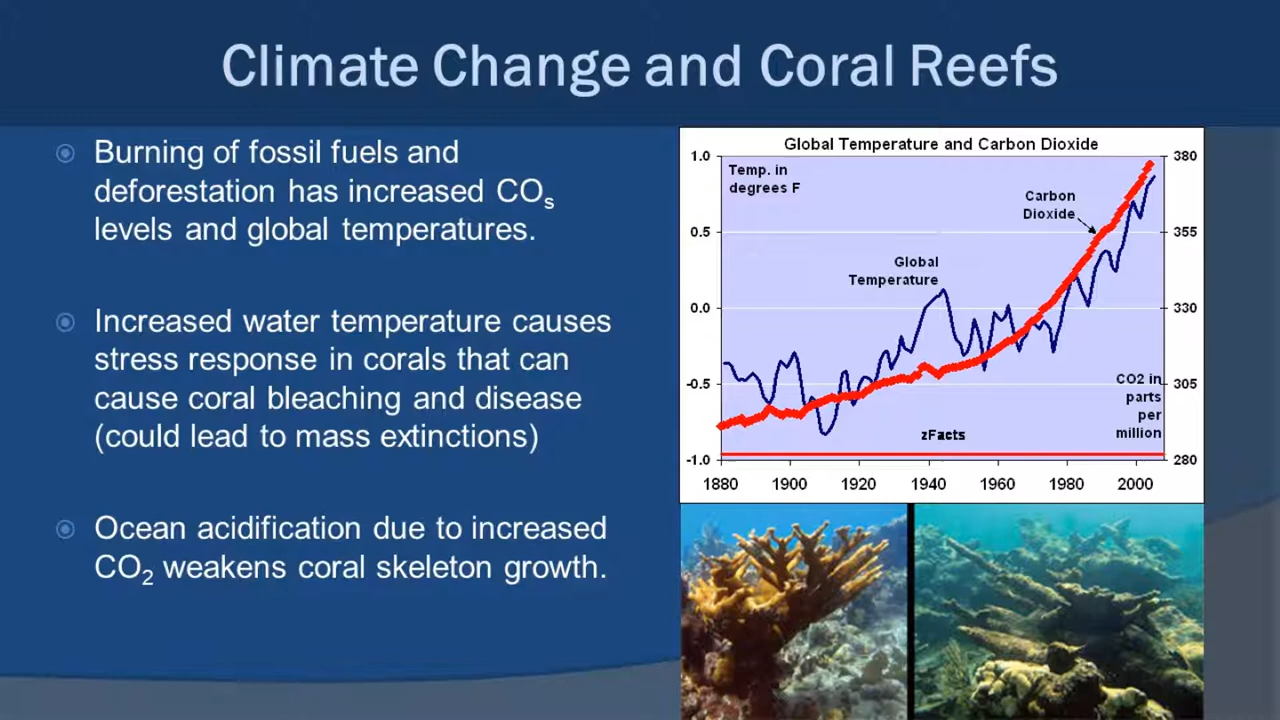 Climate Change and Coral Reefs
Burning of fossil fuels and
deforestation has increased COs
levels and global temperatures.
Increased water temperature causes
stress response in corals that can
cause coral bleaching and disease
(could lead to mass extinctions)
Ocean acidification due to increased
CO2 weakens coral skeleton growth.
Global Temperature and Carbon Dioxide
1.0
0.5
0.0
-0.5
-1.0
Temp. in
degrees F
Carbon
Dioxide
Global
Temperature
CO2 in
parts
per
million
zFacts
380
355
330
305
280
1880 1900 1920 1940 1960 1980 2000